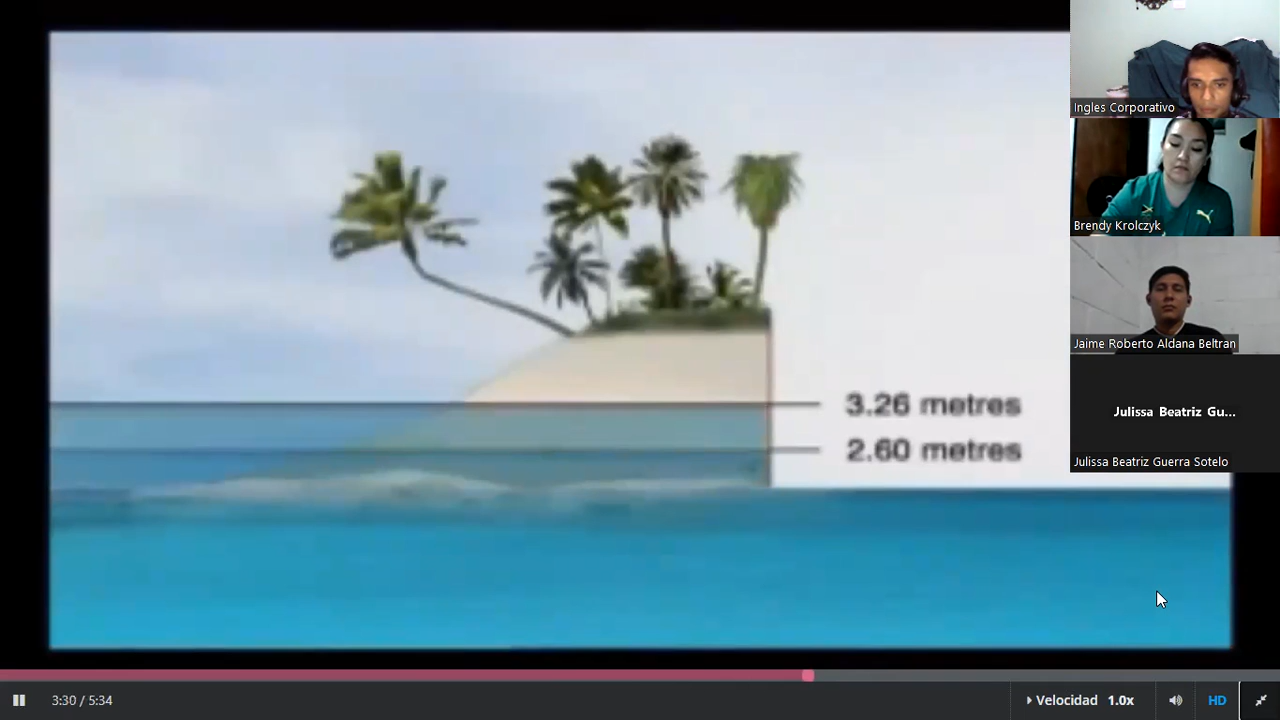 Ingles Corporativo
Brendy Krolczyk
Jaime Roberto Aldana Beltran
3.26 metres
2.60 metres
Julissa Beatriz Gu...
Julissa Beatriz Guerra Sotelo
3:30 / 5:34
Velocidad 1.0x
HD